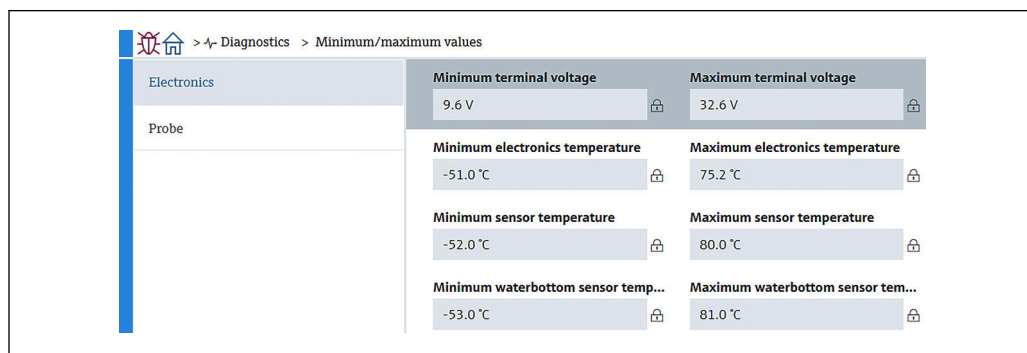 > Diagnostics > Minimum/maximum values
Electronics
Probe
Minimum terminal voltage
Maximum terminal voltage
9.6 V
32.6 V
Minimum electronics temperature
Maximum electronics temperature
-51.0 °C
75.2 °C
Minimum sensor temperature
Maximum sensor temperature
-52.0 °C
80.0 °C
Minimum waterbottom sensor temp...
Maximum waterbottom sensor tem...
-53.0 °C
81.0 °C